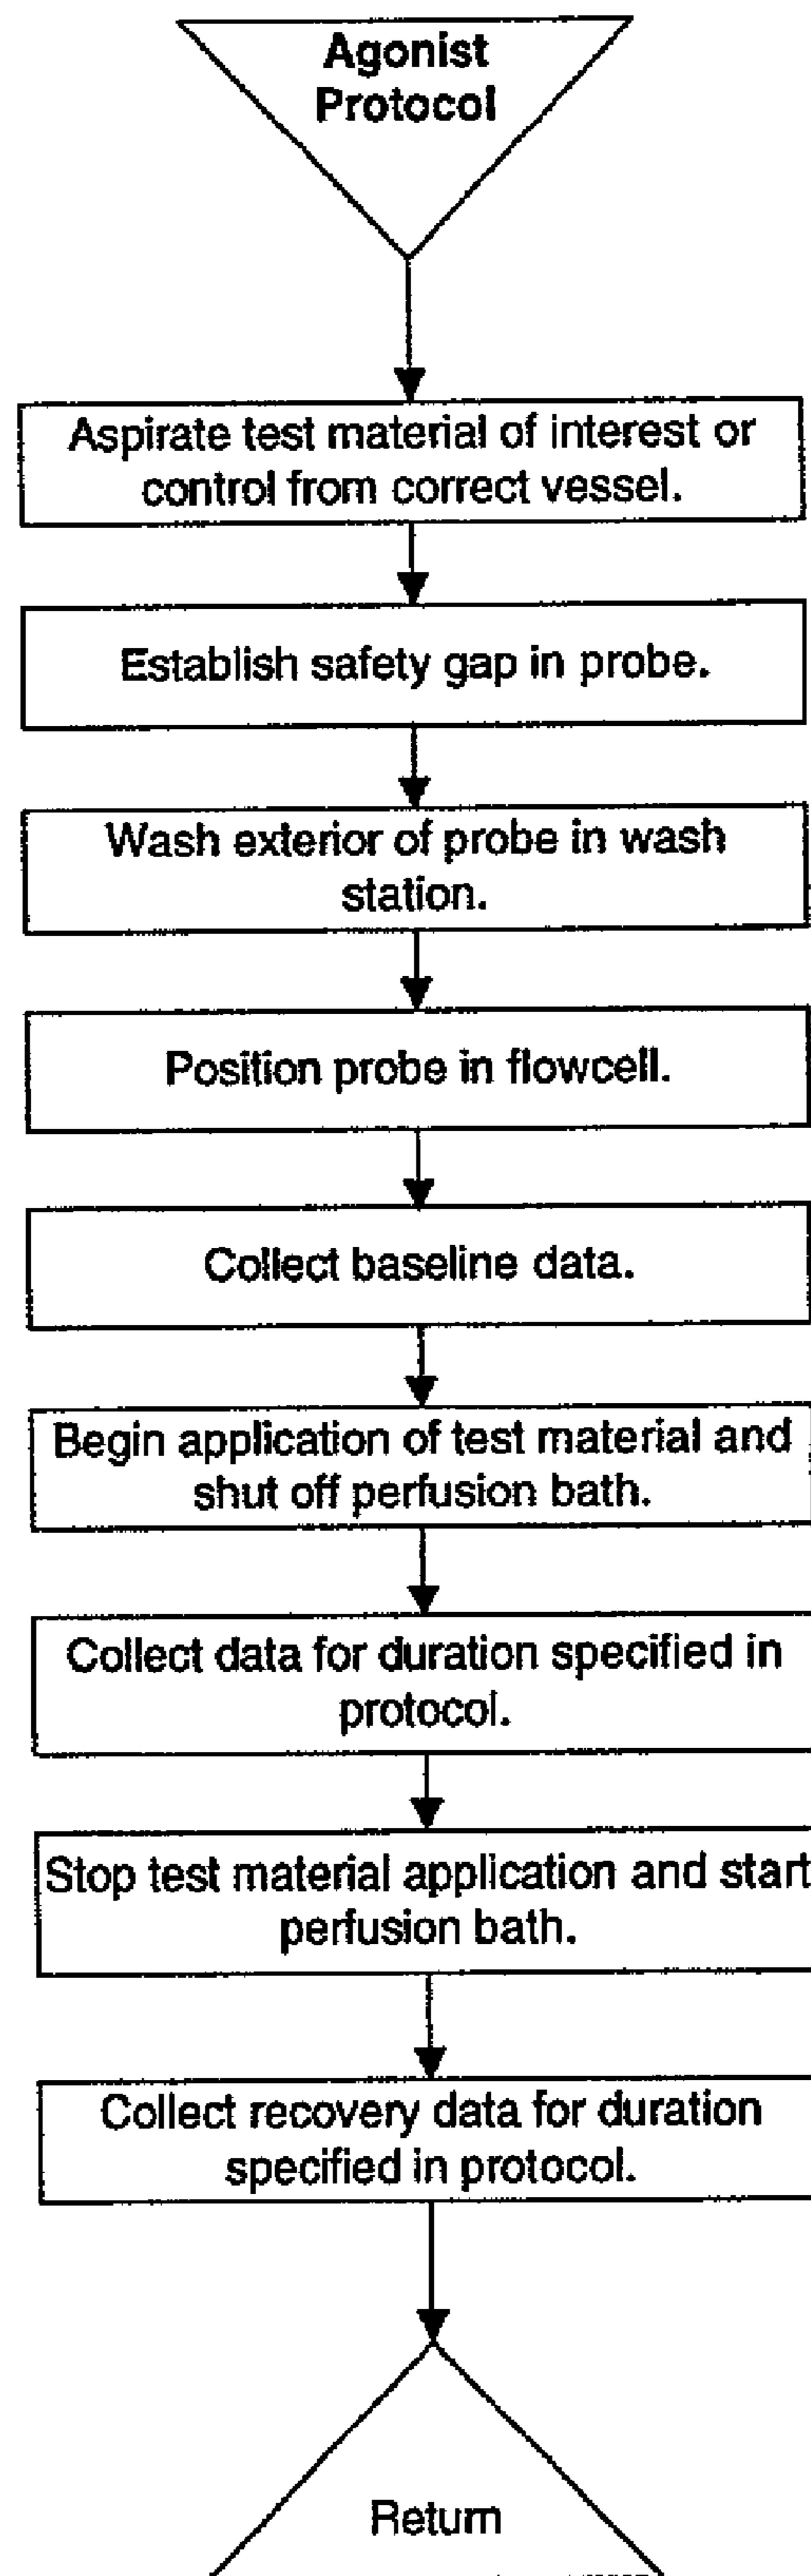 Agonist
Protocol
Aspirate test material of interest or
control from correct vessel.
Establish safety gap in probe.
Wash exterior of probe in wash
station.
Position probe in flowcell.
Collect baseline data.
Begin application of test material and
shut off perfusion bath.
Collect data for duration specified in
protocol.
Stop test material application and start
perfusion bath.
Collect recovery data for duration
specified in protocol.
Return